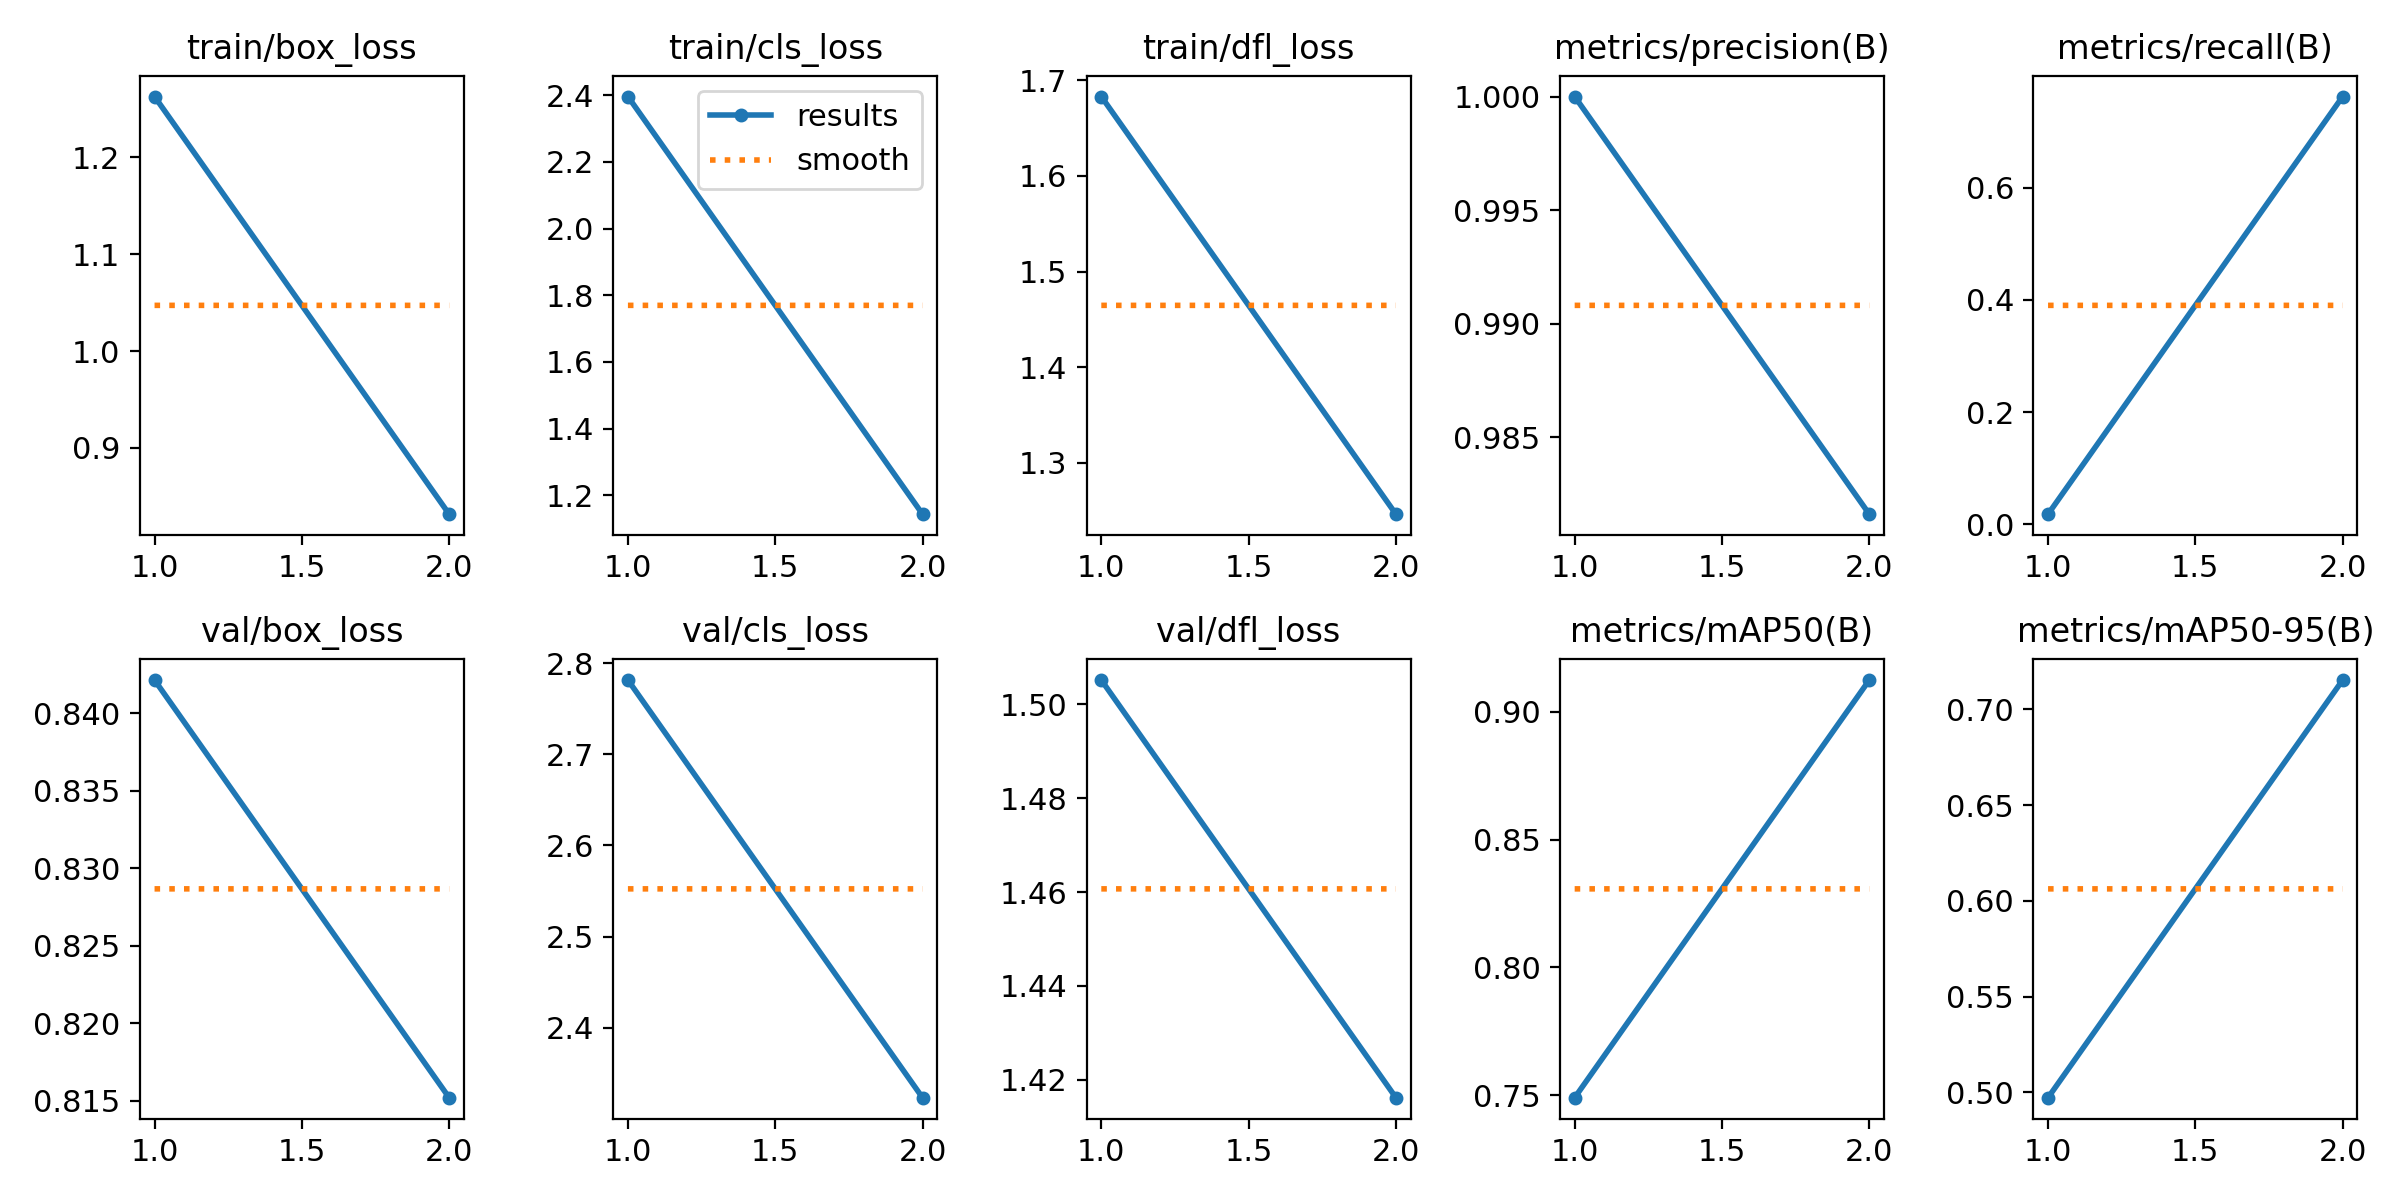 train/box_loss
1.2
1.1
1.0
0.9
1.0 1.5 2.0
train/cls_loss
results
smooth
2.4
2.2
2.0
1.8
1.6
1.4
1.2
1.0 1.5 2.0
train/dfl_loss
1.7
1.6
1.5
1.4
1.3
1.0 1.5 2.0
metrics/precision(B)
1.000
0.995
0.990
0.985
1.0 1.5 2.0
metrics/recall(B)
0.6
0.4
0.2
0.0
1.0 1.5 2.0
val/box_loss
0.840
0.835
0.830
0.825
0.820
0.815
1.0 1.5 2.0
val/cls_loss
2.8
2.7
2.6
2.5
2.4
1.0 1.5 2.0
val/dfl_loss
1.50
1.48
1.46
1.44
1.42
1.0 1.5 2.0
metrics/mAP50(B)
0.90
0.85
0.80
0.75
1.0 1.5 2.0
metrics/mAP50-95(B)
0.70
0.65
0.60
0.55
0.50
1.0 1.5 2.0